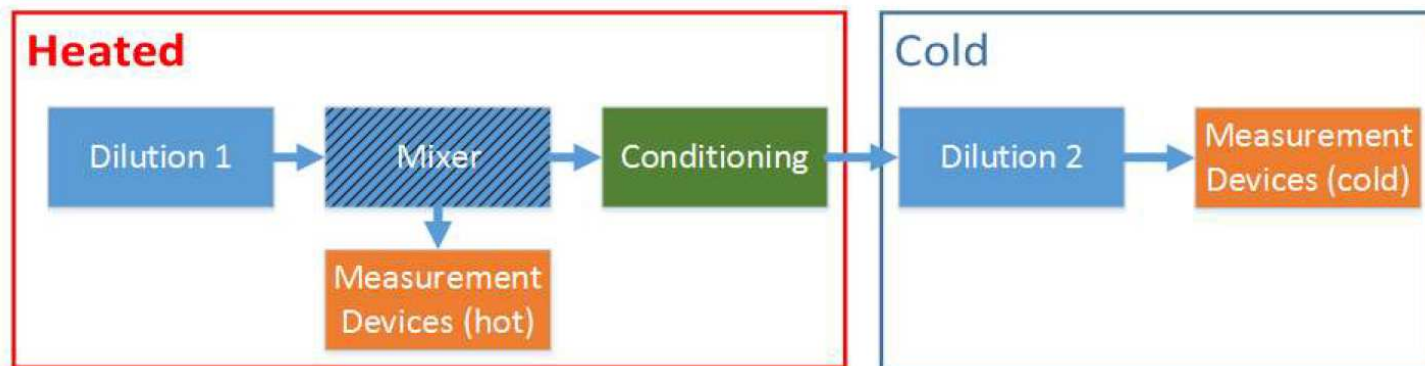 Heated
Cold
Dilution 1
Mixer
Conditioning
Dilution 2
Measurement
Devices (cold)
Measurement
Devices (hot)